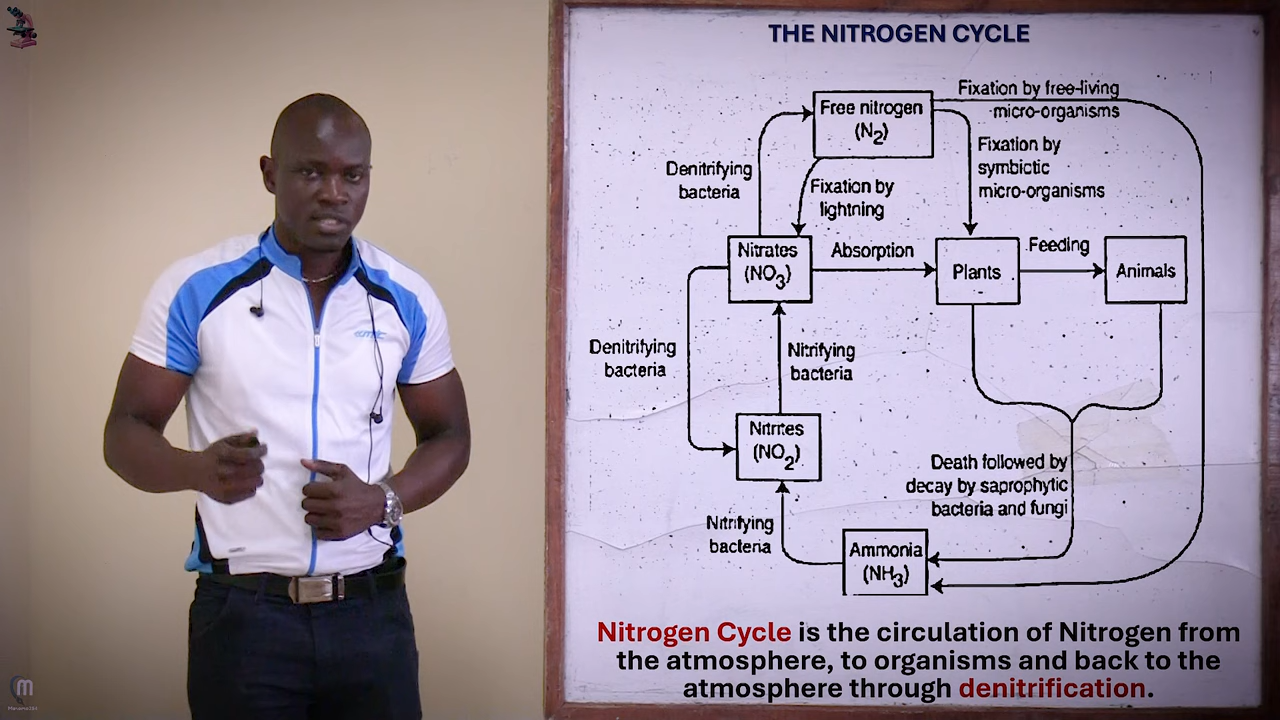 THE NITROGEN CYCLE
Fixation by free-living
micro-organisms
Free nitrogen
(N2)
Fixation by
symbiotic
micro-organisms
Denitrifying
bacteria
Fixation by
lightning
Nitrates
(NO3)
Absorption
Plants
Feeding
Animals
Denitrifying
bacteria
Nitrifying
bacteria
Nitrites
(NO2)
Death followed by
decay by saprophytic
bacteria and fungi
Nitrifying
bacteria
Ammonia
(NH3)
Nitrogen Cycle is the circulation of Nitrogen from
the atmosphere, to organisms and back to the
atmosphere through denitrification.